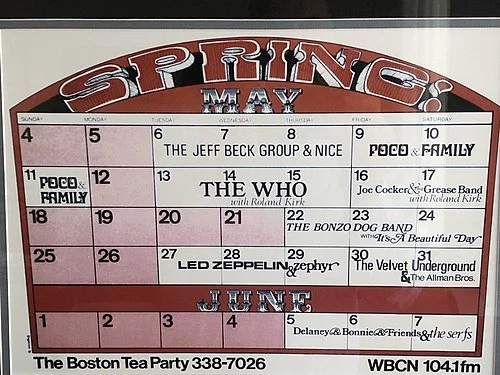 SPRING!
MAY
SUNDAY MONDAY TUESDAY WEDNESDAY THURSDAY FRIDAY SATURDAY
4 5 6 7 8 9 10
THE JEFF BECK GROUP & NICE POCO & FAMILY
11 12 13 14 15 16 17
POCO &
FAMILY
THE WHO
with Roland Kirk
Joe Cocker & The Grease Band
with Roland Kirk
18 19 20 21 22 23 24
THE BONZO DOG BAND
WITH It's A Beautiful Day
25 26 27 28 29 30 31
LED ZEPPELIN & zephyr
The Velvet Underground
& The Allman Bros.
JUNE
1 2 3 4 5 6 7
Delaney & Bonnie & Friends & the serfs
The Boston Tea Party 338-7026 WBCN 104.1fm